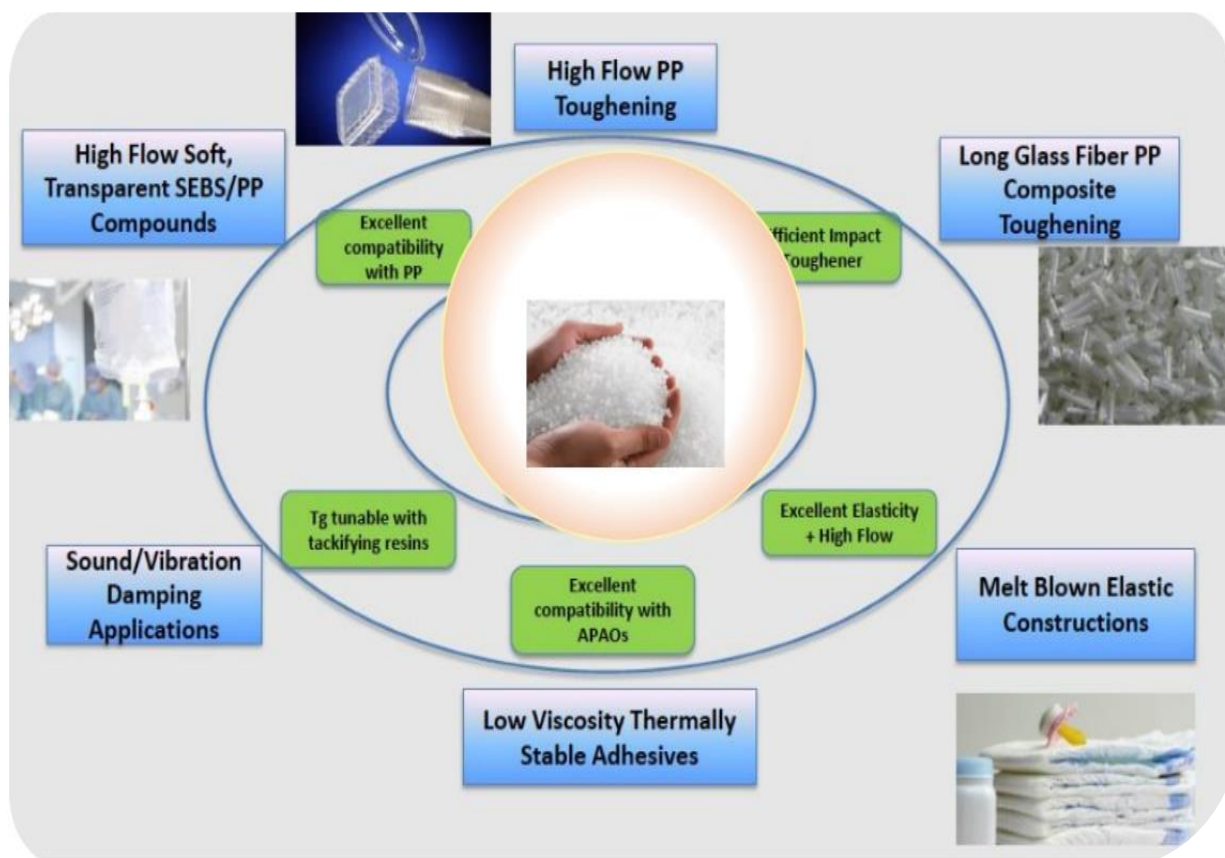 High Flow PP
Toughening
High Flow Soft,
Transparent SEBS/PP
Compounds
Long Glass Fiber PP
Composite
Toughening
Excellent
compatibility
with PP
Impact
Tg tunable with
tackifying resins
Excellent Elasticity
+ High Flow
Excellent
compatibility with
APAOs
Sound/Vibration
Damping
Applications
Melt Blown Elastic
Constructions
Low Viscosity Thermally
Stable Adhesives